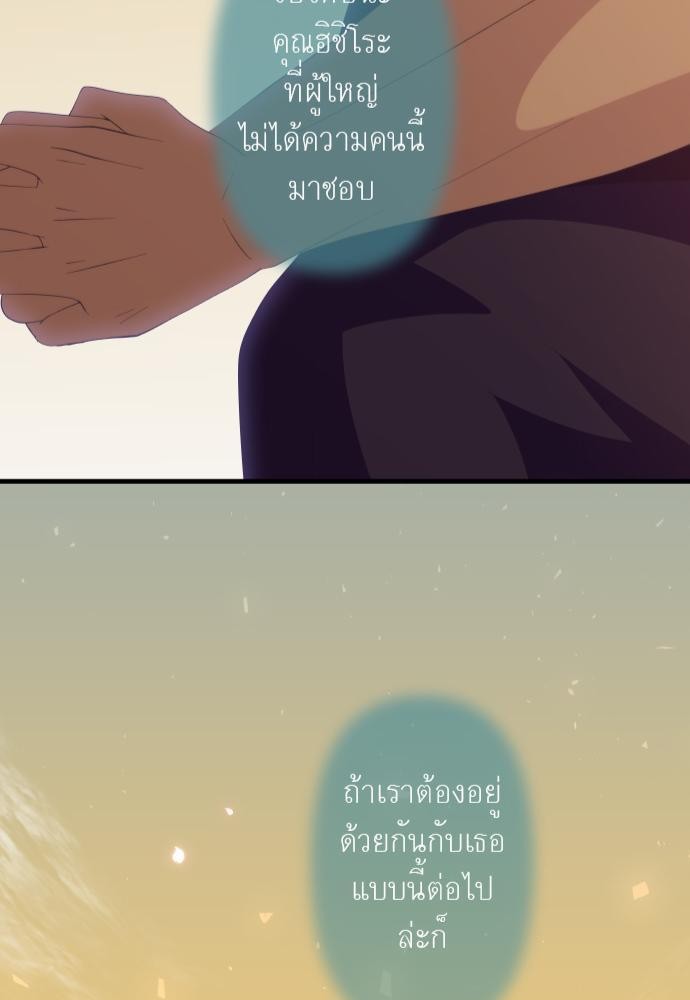 คุณฮิชิโระ
ที่ผู้ใหญ่
ไม่ได้ความคนนี้
มาชอบ
ถ้าเราต้องอยู่
ด้วยกันกับเธอ
แบบนี้ต่อไป
ล่ะก็